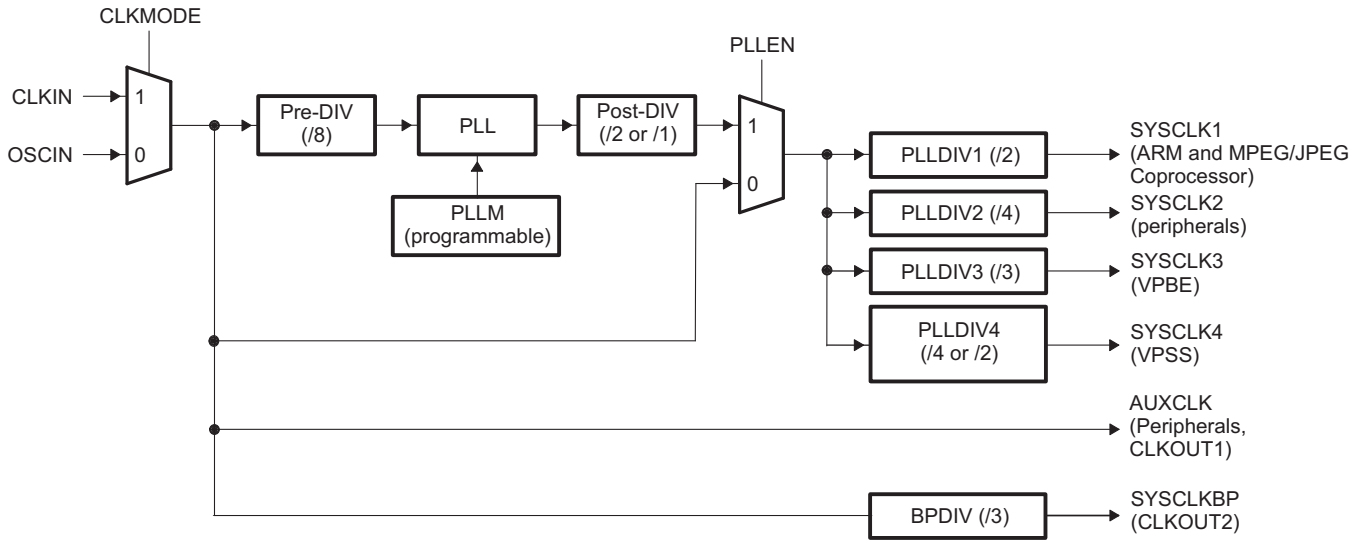 CLKMODE
CLKIN
OSCIN
1
0
Pre-DIV
(/8)
PLL
PLLM
(programmable)
Post-DIV
(/2 or /1)
PLLEN
1
0
PLLDIV1 (/2)
SYSCLK1
(ARM and MPEG/JPEG
Coprocessor)
PLLDIV2 (/4)
SYSCLK2
(peripherals)
PLLDIV3 (/3)
SYSCLK3
(VPBE)
PLLDIV4
(/4 or /2)
SYSCLK4
(VPSS)
AUXCLK
(Peripherals,
CLKOUT1)
BPDIV (/3)
SYSCLKBP
(CLKOUT2)